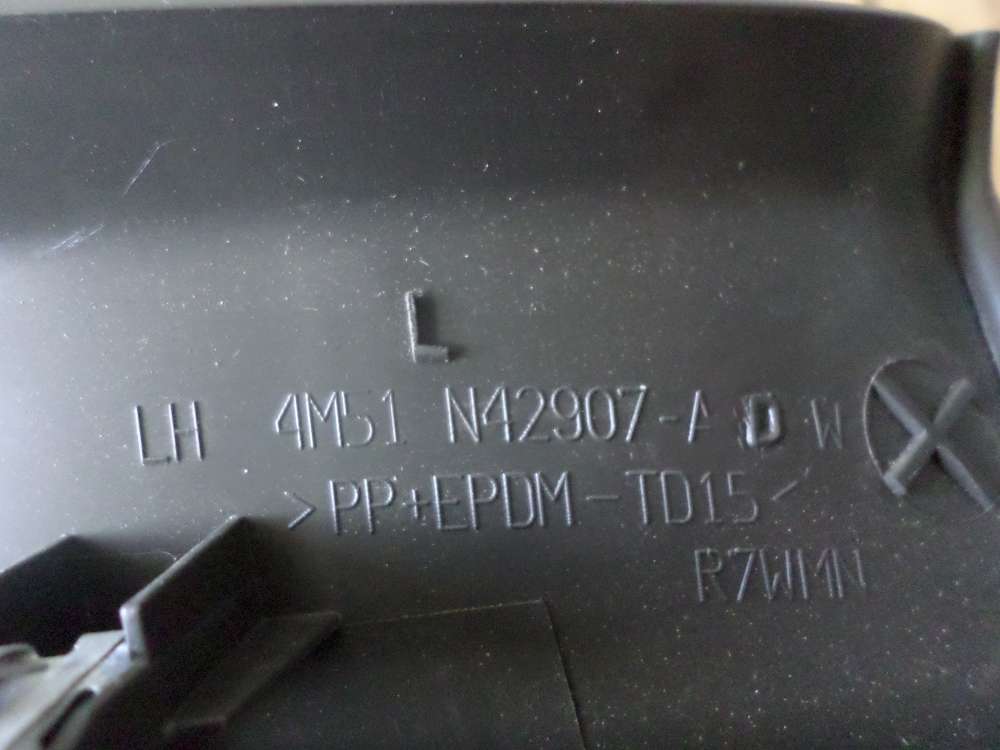 L
LH 4M51 N42907-A D W
>PP+EPDM-TD15<
R7WMN